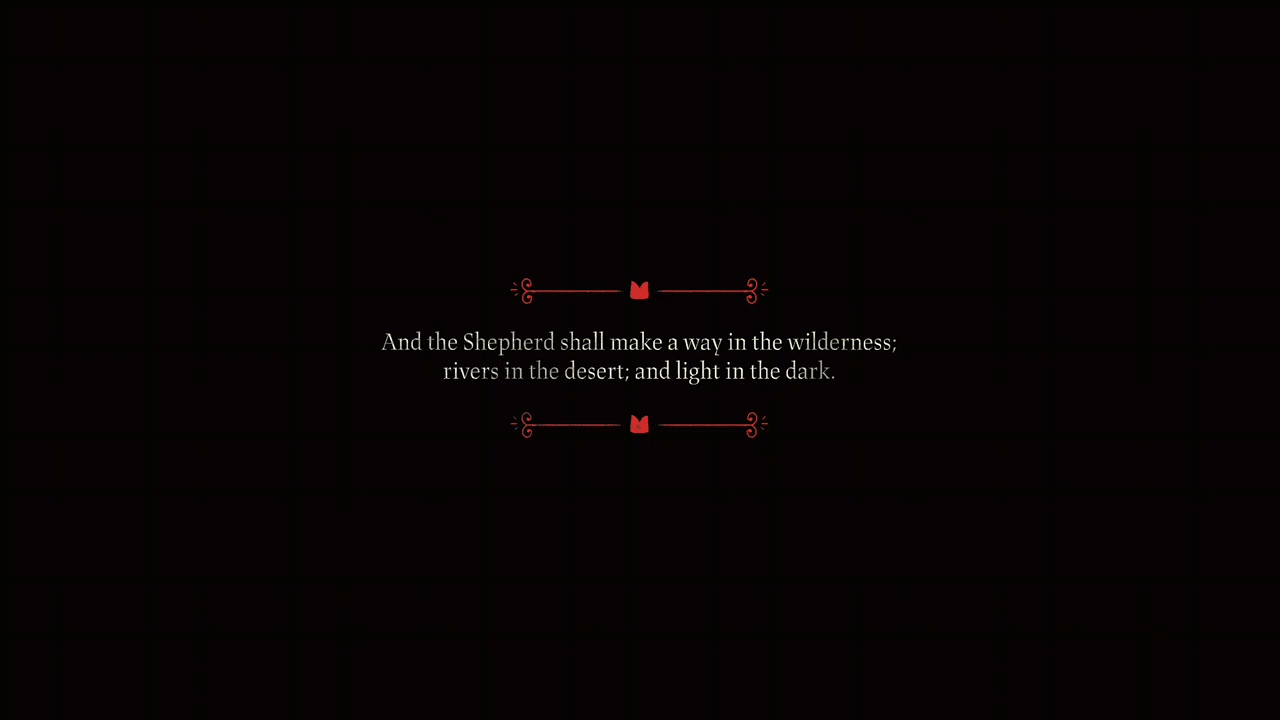 And the Shepherd shall make a way in the wilderness;
rivers in the desert; and light in the dark.